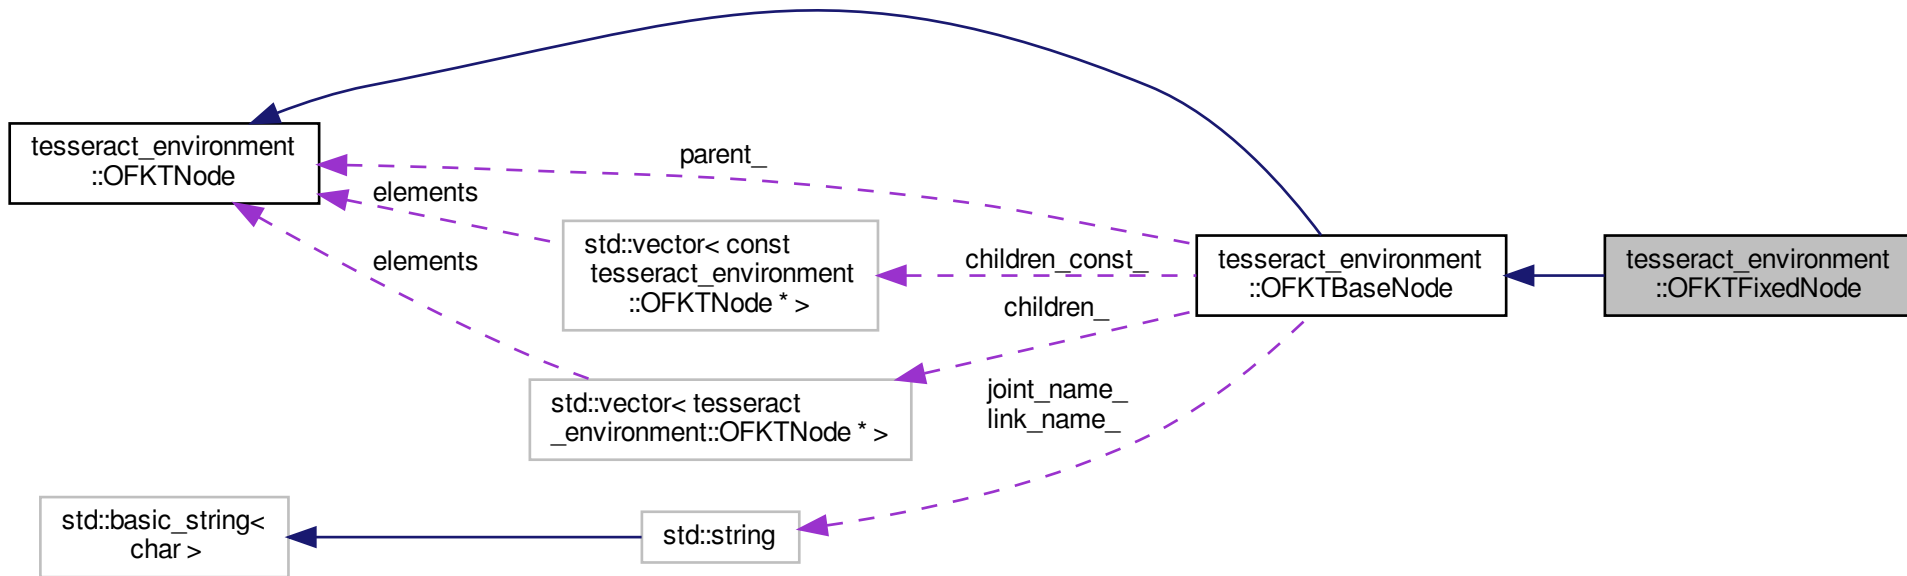 tesseract_environment
::OFKTNode
parent_
elements
elements
std::vector< const
tesseract_environment
::OFKTNode * >
children_const_
children_
tesseract_environment
::OFKTBaseNode
tesseract_environment
::OFKTFixedNode
std::vector< tesseract
_environment::OFKTNode * >
joint_name_
link_name_
std::basic_string<
char >
std::string